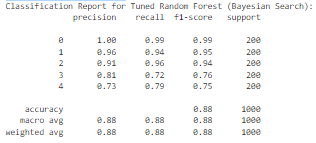 Classification Report for Tuned Random Forest (Bayesian Search):
precision recall f1-score support
0 1.00 0.99 0.99 200
1 0.96 0.94 0.95 200
2 0.91 0.96 0.94 200
3 0.81 0.72 0.76 200
4 0.73 0.79 0.75 200
accuracy 0.88 1000
macro avg 0.88 0.88 0.88 1000
weighted avg 0.88 0.88 0.88 1000